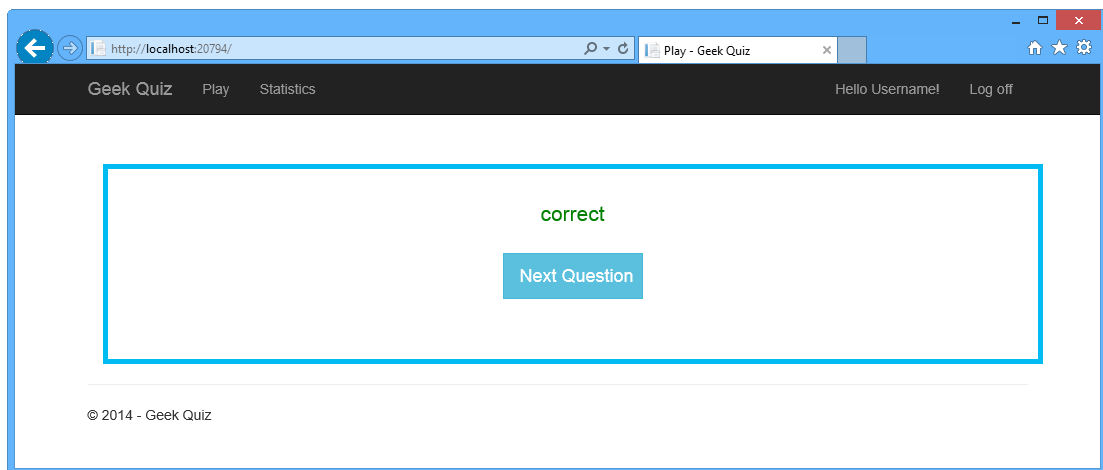 http://localhost:20794/
Play - Geek Quiz
Geek Quiz Play Statistics Hello Username! Log off
correct
Next Question
© 2014 - Geek Quiz